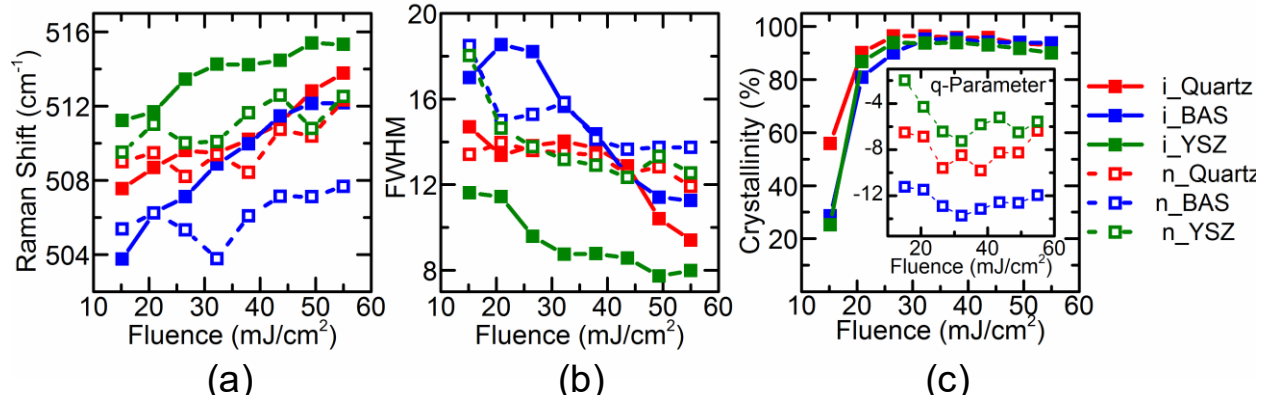 516
512
508
504
Raman Shift (cm⁻¹)
10 20 30 40 50 60
Fluence (mJ/cm²)
(a)
20
16
12
8
FWHM
10 20 30 40 50 60
Fluence (mJ/cm²)
(b)
100
80
60
40
20
Crystallinity (%)
q-Parameter
-4
-8
-12
20 40 60
Fluence (mJ/cm²)
10 20 30 40 50 60
Fluence (mJ/cm²)
(c)
i_Quartz
i_BAS
i_YSZ
n_Quartz
n_BAS
n_YSZ